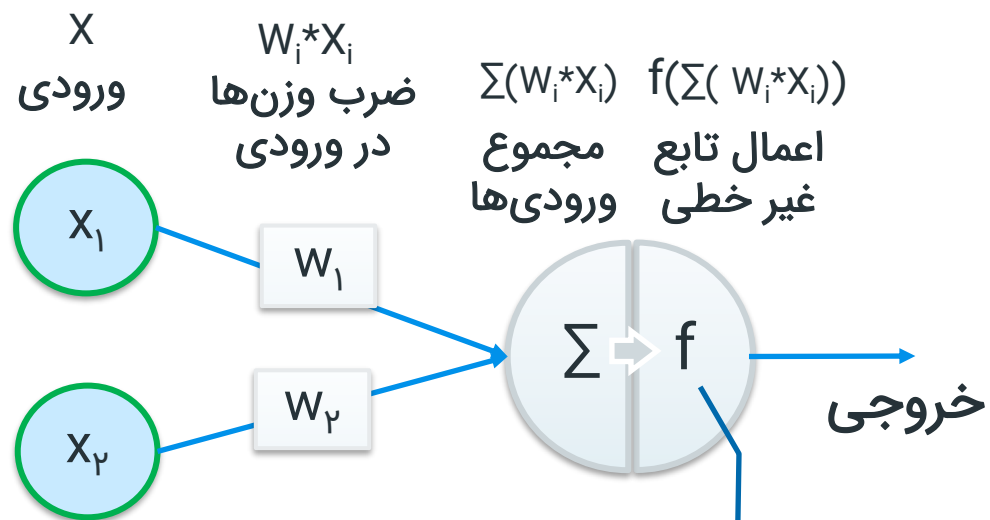 X
ورودی
Wᵢ*Xᵢ
ضرب وزن‌ها
در ورودی
∑(Wᵢ*Xᵢ)
مجموع
ورودی‌ها
f(∑( Wᵢ*Xᵢ))
اعمال تابع
غیر خطی
x۱
w۱
x۲
w۲
∑
f
خروجی